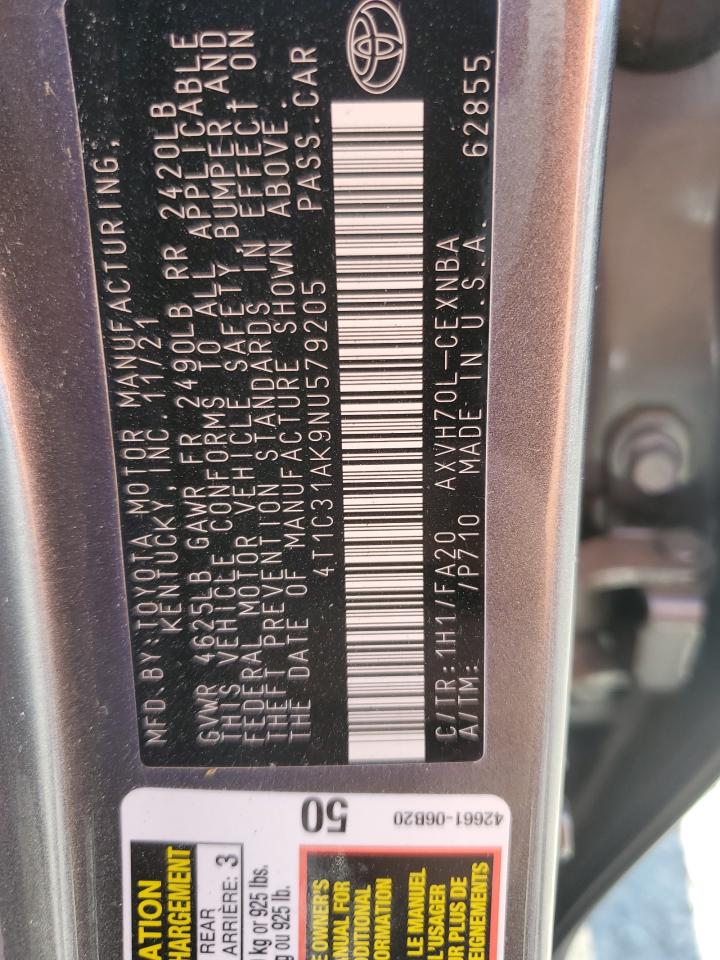 MFD. BY: TOYOTA MOTOR MANUFACTURING,
KENTUCKY, INC. 11/21
GVWR 4625LB GAWR FR 2490LB RR 2420LB
THIS VEHICLE CONFORMS TO ALL APPLICABLE
FEDERAL MOTOR VEHICLE SAFETY, BUMPER AND
THEFT PREVENTION STANDARDS IN EFFECT ON
THE DATE OF MANUFACTURE SHOWN ABOVE.
4T1C31AK9NU579205 PASS.CAR
C/TR: 1H1/FA20 AXVH70L-CEXNBA
A/TM: /P710 MADE IN U.S.A. 62855
50
42661-06B20
ATION
CHARGEMENT
REAR
ARRIÈRE: 3
kg or 925 lbs.
kg ou 925 lb.
OWNER'S
MANUAL FOR
ADDITIONAL
INFORMATION
LE MANUEL
L'USAGER
PLUS DE
EIGNEMENTS